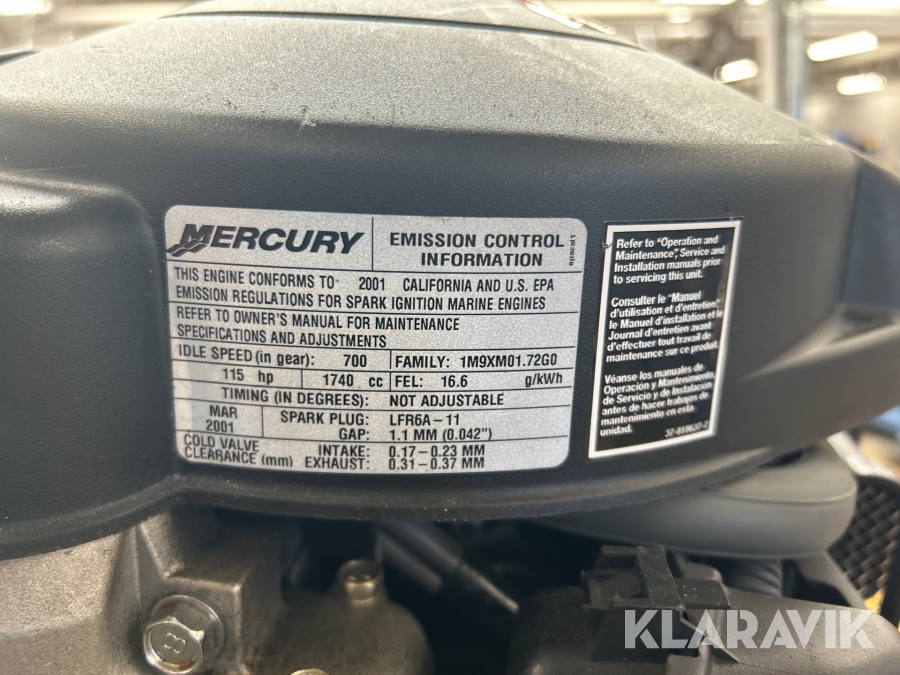 MERCURY
EMISSION CONTROL
INFORMATION
epacal1
THIS ENGINE CONFORMS TO- 2001 CALIFORNIA AND U.S. EPA
EMISSION REGULATIONS FOR SPARK IGNITION MARINE ENGINES
REFER TO OWNER'S MANUAL FOR MAINTENANCE
SPECIFICATIONS AND ADJUSTMENTS
IDLE SPEED (in gear): 700 FAMILY: 1M9XM01.72G0
115 hp 1740 cc FEL: 16.6 g/kWh
TIMING (IN DEGREES): NOT ADJUSTABLE
MAR
2001
SPARK PLUG: LFR6A-11
GAP: 1.1 MM (0.042")
COLD VALVE
CLEARANCE (mm)
INTAKE: 0.17-0.23 MM
EXHAUST: 0.31-0.37 MM
Refer to "Operation and
Maintenance", Service and
Installation manuals prior
to servicing this unit.
Consulter le "Manuel
d'utilisation et d'entretien",
le Manuel d'installation et le
Journal d'entretien avant
d'effectuer tout travail de
maintenance sur ce produit.
Véanse los manuales de
Operacion y Mantenimiento,
de Servicio y de Instalación
antes de hacer trabajos de
mantenimiento en esta
unidad.
37-818637-2
8
KLARAVIK